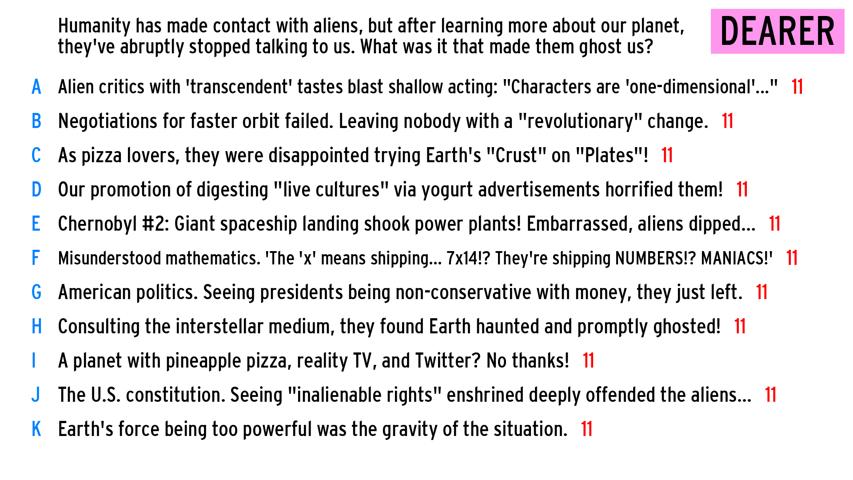 Humanity has made contact with aliens, but after learning more about our planet,
they've abruptly stopped talking to us. What was it that made them ghost us?
DEARER
A Alien critics with 'transcendent' tastes blast shallow acting: "Characters are 'one-dimensional'..." 11
B Negotiations for faster orbit failed. Leaving nobody with a "revolutionary" change. 11
C As pizza lovers, they were disappointed trying Earth's "Crust" on "Plates"! 11
D Our promotion of digesting "live cultures" via yogurt advertisements horrified them! 11
E Chernobyl #2: Giant spaceship landing shook power plants! Embarrassed, aliens dipped... 11
F Misunderstood mathematics. 'The 'x' means shipping... 7x14!? They're shipping NUMBERS!? MANIACS!' 11
G American politics. Seeing presidents being non-conservative with money, they just left. 11
H Consulting the interstellar medium, they found Earth haunted and promptly ghosted! 11
I A planet with pineapple pizza, reality TV, and Twitter? No thanks! 11
J The U.S. constitution. Seeing "inalienable rights" enshrined deeply offended the aliens... 11
K Earth's force being too powerful was the gravity of the situation. 11